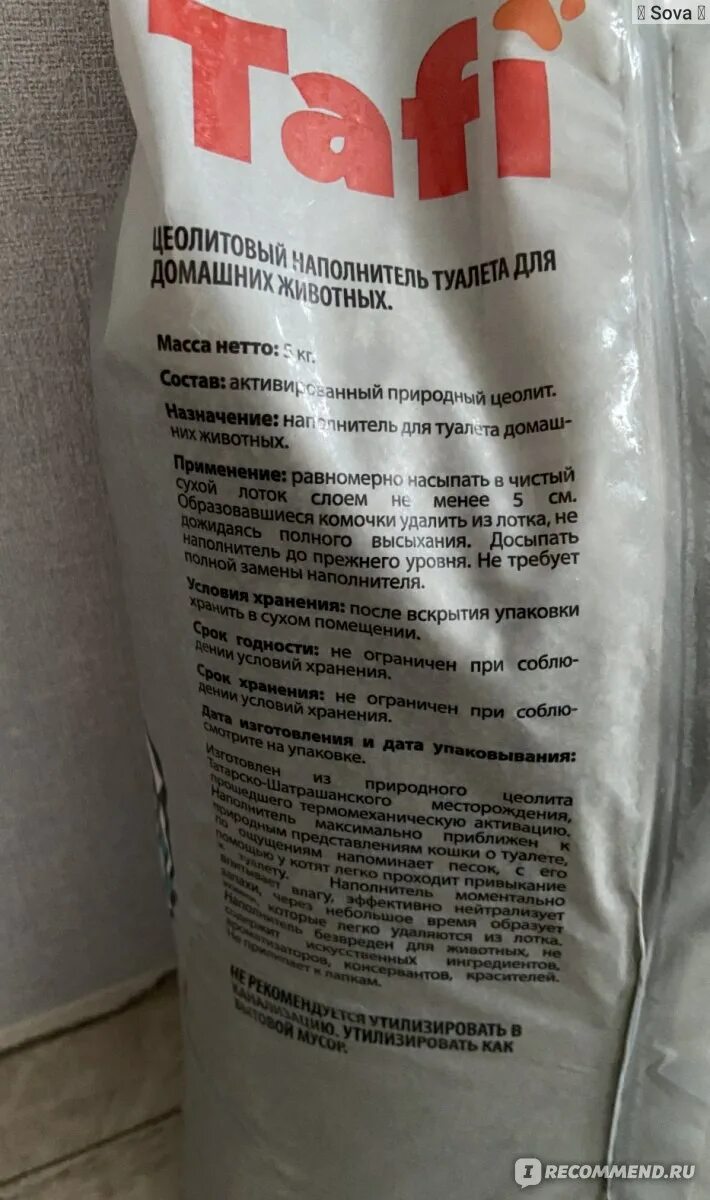 Sova
Tafi
ЦЕОЛИТОВЫЙ НАПОЛНИТЕЛЬ ТУАЛЕТА ДЛЯ
ДОМАШНИХ ЖИВОТНЫХ.
Масса нетто: 5 кг.
Состав: активированный природный цеолит.
Назначение: наполнитель для туалета домаш-
них животных.
Применение: равномерно насыпать в чистый
сухой лоток слоем не менее 5 см.
Образовавшиеся комочки удалить из лотка, не
дожидаясь полного высыхания. Досыпать
наполнитель до прежнего уровня. Не требует
полной замены наполнителя.
Условия хранения: после вскрытия упаковки
хранить в сухом помещении.
Срок годности: не ограничен при соблю-
дении условий хранения.
Срок хранения: не ограничен при соблю-
дении условий хранения.
Дата изготовления и дата упаковывания:
смотрите на упаковке.
Изготовлен из природного цеолита
Татарско-Шатрашанского месторождения,
прошедшего термомеханическую активацию.
Наполнитель максимально приближен к
природным представлениям кошки о туалете,
по ощущениям напоминает песок, с его
помощью у котят легко проходит привыкание
к туалету. Наполнитель моментально
впитывает влагу, эффективно нейтрализует
запахи, через небольшое время образует
комки, которые легко удаляются из лотка.
Наполнитель безвреден для животных, не
содержит искусственных ингредиентов,
ароматизаторов, консервантов, красителей.
Не прилипает к лапкам.
НЕ РЕКОМЕНДУЕТСЯ УТИЛИЗИРОВАТЬ В
КАНАЛИЗАЦИЮ. УТИЛИЗИРОВАТЬ КАК
БЫТОВОЙ МУСОР.
IRECOMMEND.RU